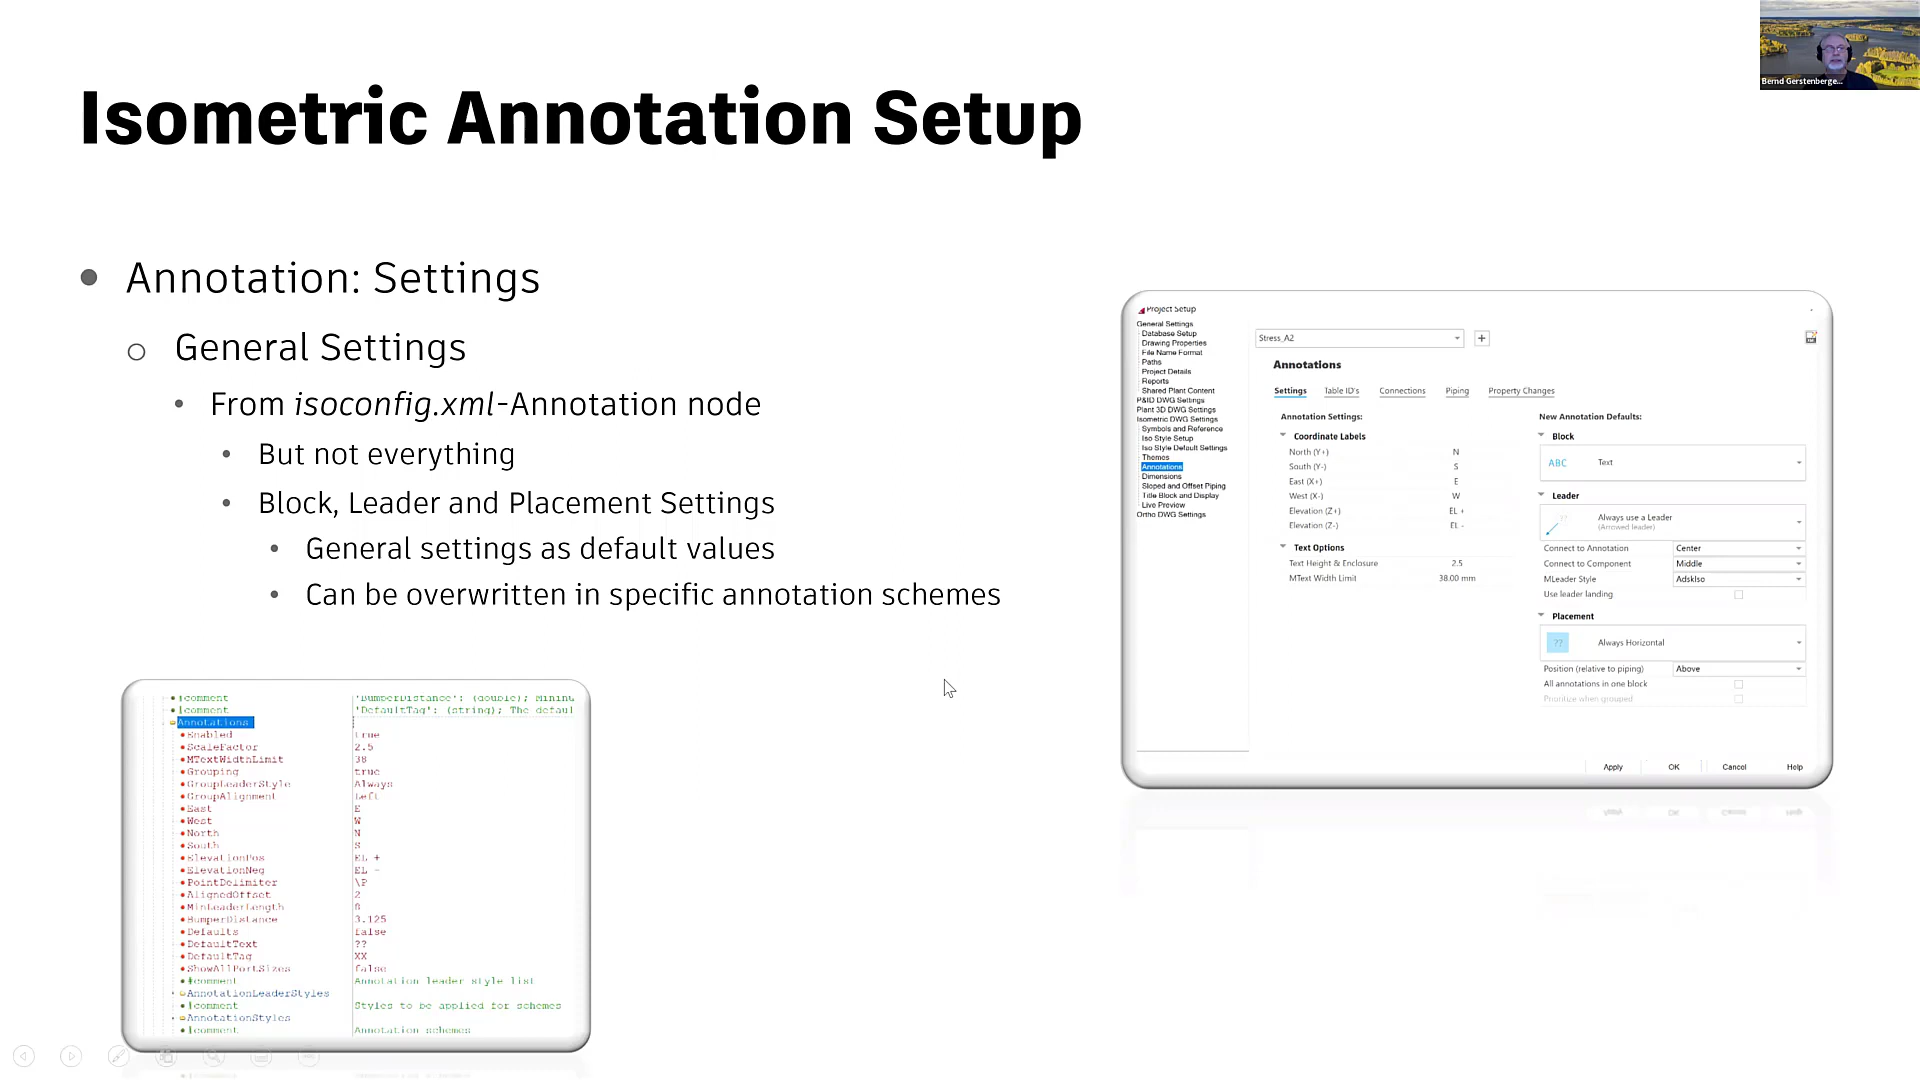 Bernd Gerstenberge...
Isometric Annotation Setup
Annotation: Settings
General Settings
From isoconfig.xml-Annotation node
But not everything
Block, Leader and Placement Settings
General settings as default values
Can be overwritten in specific annotation schemes
Project Setup
General Settings
Database Setup
Drawing Properties
File Name Format
Paths
Project Details
Reports
Shared Plant Content
P&ID DWG Settings
Plant 3D DWG Settings
Isometric DWG Settings
Symbols and Reference
Iso Style Setup
Iso Style Default Settings
Themes
Annotations
Dimensions
Sloped and Offset Piping
Title Block and Display
Live Preview
Ortho DWG Settings
Stress_A2
+
Annotations
Settings Table ID's Connections Piping Property Changes
Annotation Settings:
Coordinate Labels
North (Y+) N
South (Y-) S
East (X+) E
West (X-) W
Elevation (Z+) EL +
Elevation (Z-) EL -
Text Options
Text Height & Enclosure 2.5
MText Width Limit 38.00 mm
New Annotation Defaults:
Block
ABC Text
Leader
?? Always use a Leader
(Arrowed leader)
Connect to Annotation Center
Connect to Component Middle
MLeader Style AdskIso
Use leader landing
Placement
?? Always Horizontal
Position (relative to piping) Above
All annotations in one block
Prioritize when grouped
Apply OK Cancel Help
#comment 'BumperDistance': (double); Minimu
#comment 'DefaultTag': (string); The defaul
Annotations
Enabled true
ScaleFactor 2.5
MTextWidthLimit 38
Grouping true
GroupLeaderStyle Always
GroupAlignment Left
East E
West W
North N
South S
ElevationPos EL +
ElevationNeg EL -
PointDelimiter \P
AlignedOffset 2
MinLeaderLength 8
BumperDistance 3.125
Defaults false
DefaultText ??
DefaultTag XX
ShowAllPortSizes false
#comment Annotation leader style list
AnnotationLeaderStyles
#comment Styles to be applied for schemes
AnnotationStyles
#comment Annotation schemes